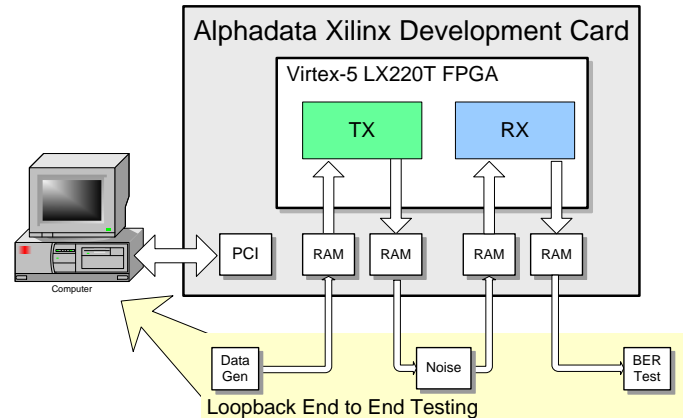 Alphadata Xilinx Development Card
Virtex-5 LX220T FPGA
TX
RX
PCI
RAM
RAM
RAM
RAM
Computer
Data
Gen
Noise
BER
Test
Loopback End to End Testing